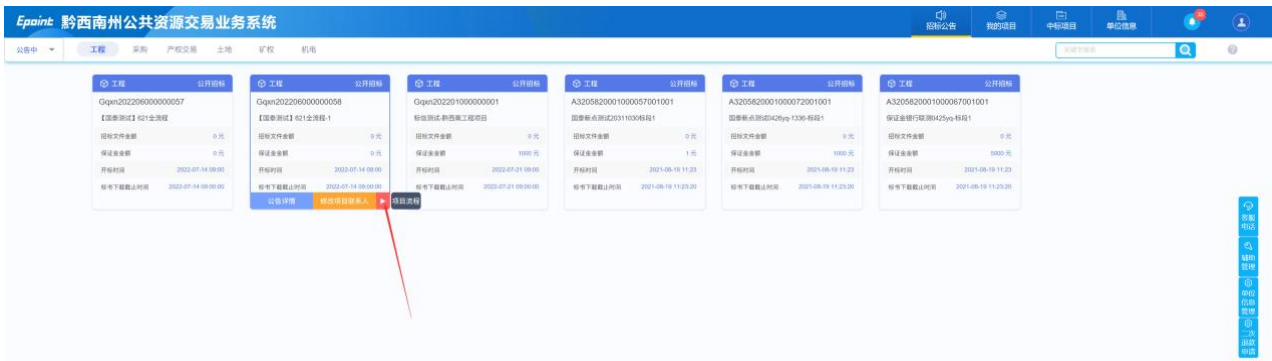 Epoint 黔西南州公共资源交易业务系统
招标公告 我的项目 中标项目 单位信息
公告中 工程 采购 产权交易 土地 矿权 机电
工程 公开招标
Gqxn202206000000057
【国泰测试】621全流程
招标文件金额 0 元
保证金金额 0 元
开标时间 2022-07-14 09:00
标书下载截止时间 2022-07-14 09:00:00
工程 公开招标
Gqxn202206000000058
【国泰测试】621全流程-1
招标文件金额 0 元
保证金金额 0 元
开标时间 2022-07-14 09:00
标书下载截止时间 2022-07-14 09:00:00
公告详情 修改项目联系人 项目流程
工程 公开招标
Gqxn202201000000001
标信测试-黔西南工程项目
招标文件金额 0 元
保证金金额 1000 元
开标时间 2022-07-21 09:00
标书下载截止时间 2022-07-21 09:00:00
工程 公开招标
A3205820001000057001001
国泰新点测试20311030标段1
招标文件金额 0 元
保证金金额 1 元
开标时间 2021-08-19 11:23
标书下载截止时间 2021-08-19 11:23:20
工程 公开招标
A3205820001000072001001
国泰新点测试0426yq-1336-标段1
招标文件金额 0 元
保证金金额 1000 元
开标时间 2021-08-19 11:23
标书下载截止时间 2021-08-19 11:23:20
工程 公开招标
A3205820001000067001001
保证金银行联测0425yq-标段1
招标文件金额 0 元
保证金金额 5000 元
开标时间 2021-08-19 11:23
标书下载截止时间 2021-08-19 11:23:20
客服
电话
辅助
管理
单位
信息
管理
二次
退款
申请